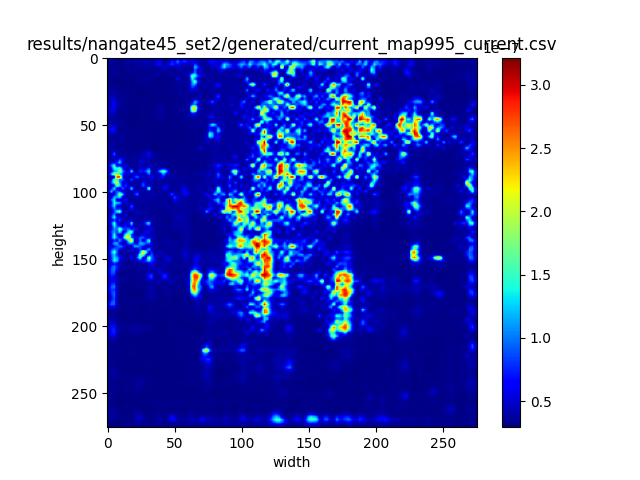 results/nangate45_set2/generated/current_map995_current.csv
1e−7
0
50
100
150
200
250
height
0 50 100 150 200 250
width
3.0
2.5
2.0
1.5
1.0
0.5